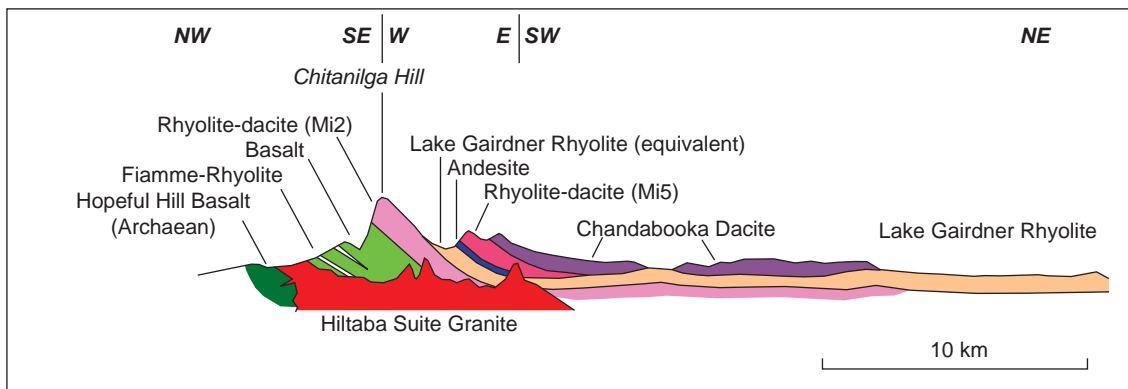 NW SE W E SW NE
Chitanilga Hill
Rhyolite-dacite (Mi2)
Basalt
Fiamme-Rhyolite
Hopeful Hill Basalt
(Archaean)
Lake Gairdner Rhyolite (equivalent)
Andesite
Rhyolite-dacite (Mi5)
Chandabooka Dacite
Lake Gairdner Rhyolite
Hiltaba Suite Granite
10 km